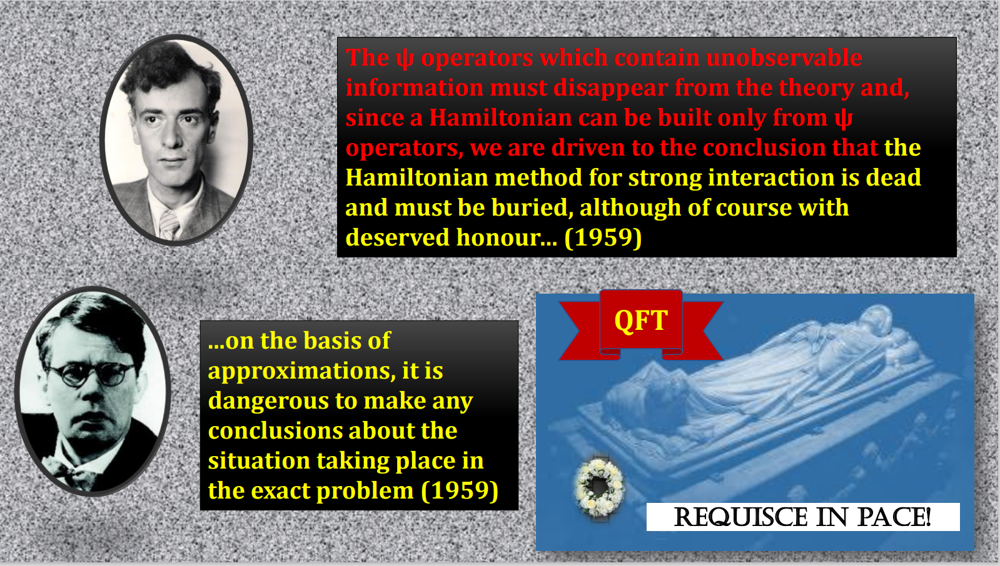 The ψ operators which contain unobservable
information must disappear from the theory and,
since a Hamiltonian can be built only from ψ
operators, we are driven to the conclusion that the
Hamiltonian method for strong interaction is dead
and must be buried, although of course with
deserved honour... (1959)
...on the basis of
approximations, it is
dangerous to make any
conclusions about the
situation taking place in
the exact problem (1959)
QFT
REQUISCE IN PACE!